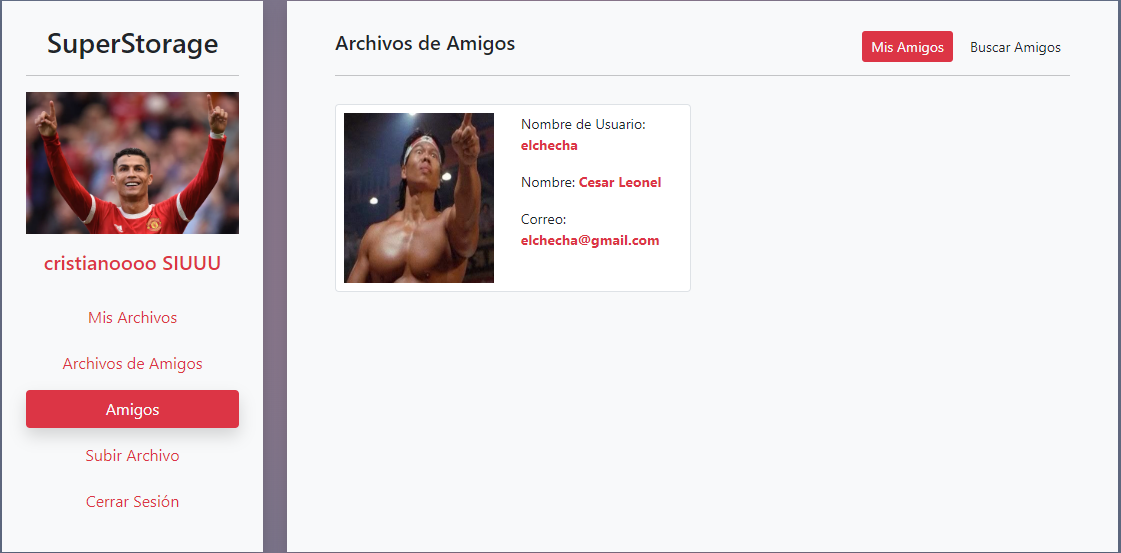 SuperStorage
cristianoooo SIUUU
Mis Archivos
Archivos de Amigos
Amigos
Subir Archivo
Cerrar Sesión
Archivos de Amigos
Mis Amigos
Buscar Amigos
Nombre de Usuario:
elchecha
Nombre: Cesar Leonel
Correo:
elchecha@gmail.com